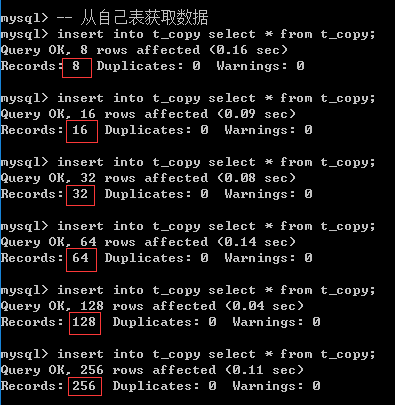 mysql> -- 从自己表获取数据
mysql> insert into t_copy select * from t_copy;
Query OK, 8 rows affected (0.16 sec)
Records: 8  Duplicates: 0  Warnings: 0
mysql> insert into t_copy select * from t_copy;
Query OK, 16 rows affected (0.09 sec)
Records: 16  Duplicates: 0  Warnings: 0
mysql> insert into t_copy select * from t_copy;
Query OK, 32 rows affected (0.08 sec)
Records: 32  Duplicates: 0  Warnings: 0
mysql> insert into t_copy select * from t_copy;
Query OK, 64 rows affected (0.14 sec)
Records: 64  Duplicates: 0  Warnings: 0
mysql> insert into t_copy select * from t_copy;
Query OK, 128 rows affected (0.04 sec)
Records: 128  Duplicates: 0  Warnings: 0
mysql> insert into t_copy select * from t_copy;
Query OK, 256 rows affected (0.11 sec)
Records: 256  Duplicates: 0  Warnings: 0